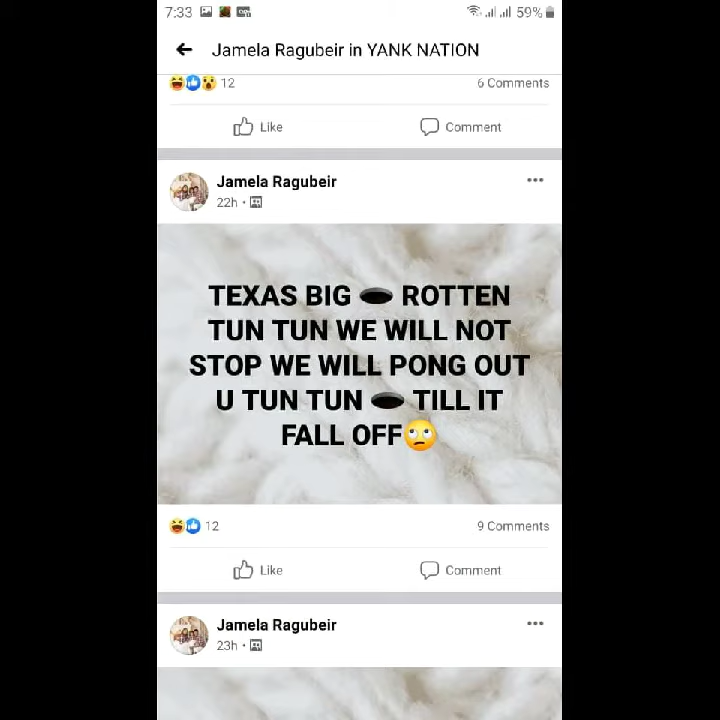 7:33 59%
Jamela Ragubeir in YANK NATION
12 6 Comments
Like Comment
Jamela Ragubeir
22h
TEXAS BIG 🕳️ ROTTEN
TUN TUN WE WILL NOT
STOP WE WILL PONG OUT
U TUN TUN 🕳️ TILL IT
FALL OFF🙄
12 9 Comments
Like Comment
Jamela Ragubeir
23h